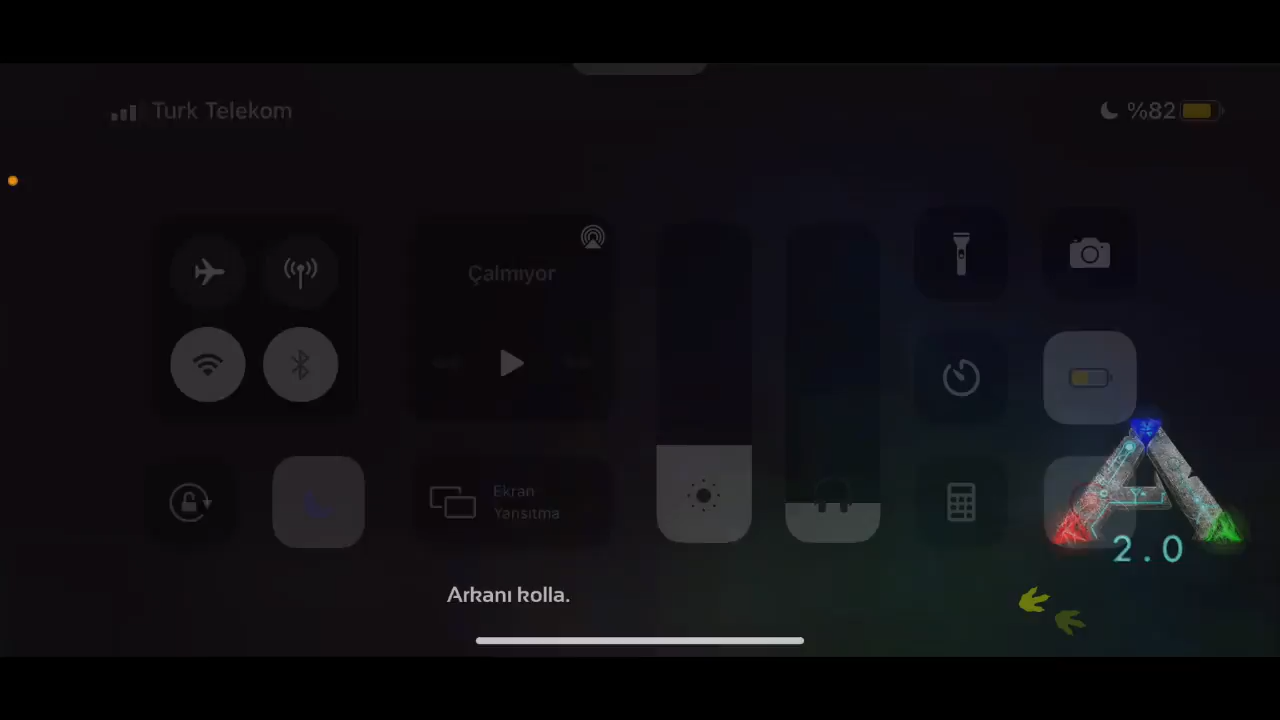 Turk Telekom
%82
Çalmıyor
Ekran
Yansıtma
2.0
Arkanı kolla.